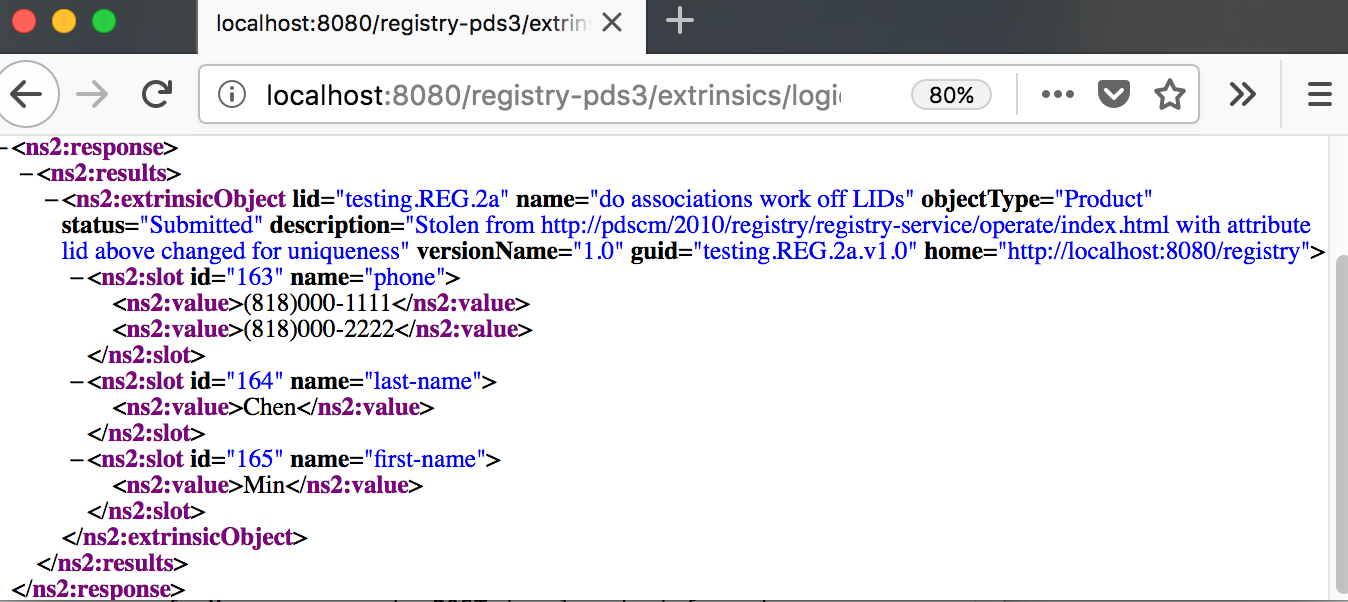 localhost:8080/registry-pds3/extrin
localhost:8080/registry-pds3/extrinsics/logi
80%
–<ns2:response>
–<ns2:results>
–<ns2:extrinsicObject lid="testing.REG.2a" name="do associations work off LIDs" objectType="Product"
status="Submitted" description="Stolen from http://pdscm/2010/registry/registry-service/operate/index.html with attribute
lid above changed for uniqueness" versionName="1.0" guid="testing.REG.2a.v1.0" home="http://localhost:8080/registry">
–<ns2:slot id="163" name="phone">
<ns2:value>(818)000-1111</ns2:value>
<ns2:value>(818)000-2222</ns2:value>
</ns2:slot>
–<ns2:slot id="164" name="last-name">
<ns2:value>Chen</ns2:value>
</ns2:slot>
–<ns2:slot id="165" name="first-name">
<ns2:value>Min</ns2:value>
</ns2:slot>
</ns2:extrinsicObject>
</ns2:results>
</ns2:response>